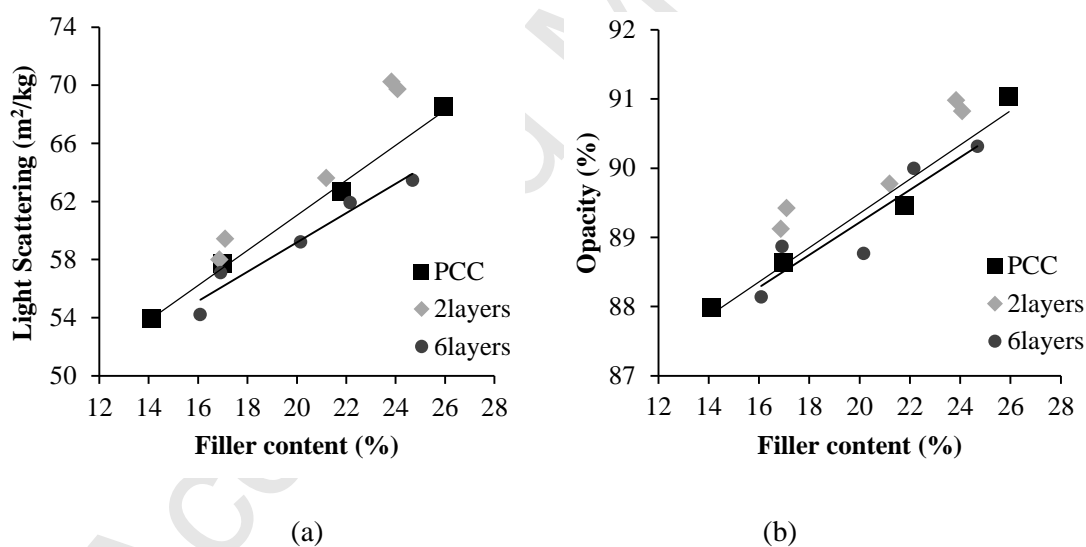 74
70
66
62
58
54
50
Light Scattering (m²/kg)
12 14 16 18 20 22 24 26 28
Filler content (%)
PCC
2layers
6layers
(a)
92
91
90
89
88
87
Opacity (%)
12 14 16 18 20 22 24 26 28
Filler content (%)
PCC
2layers
6layers
(b)